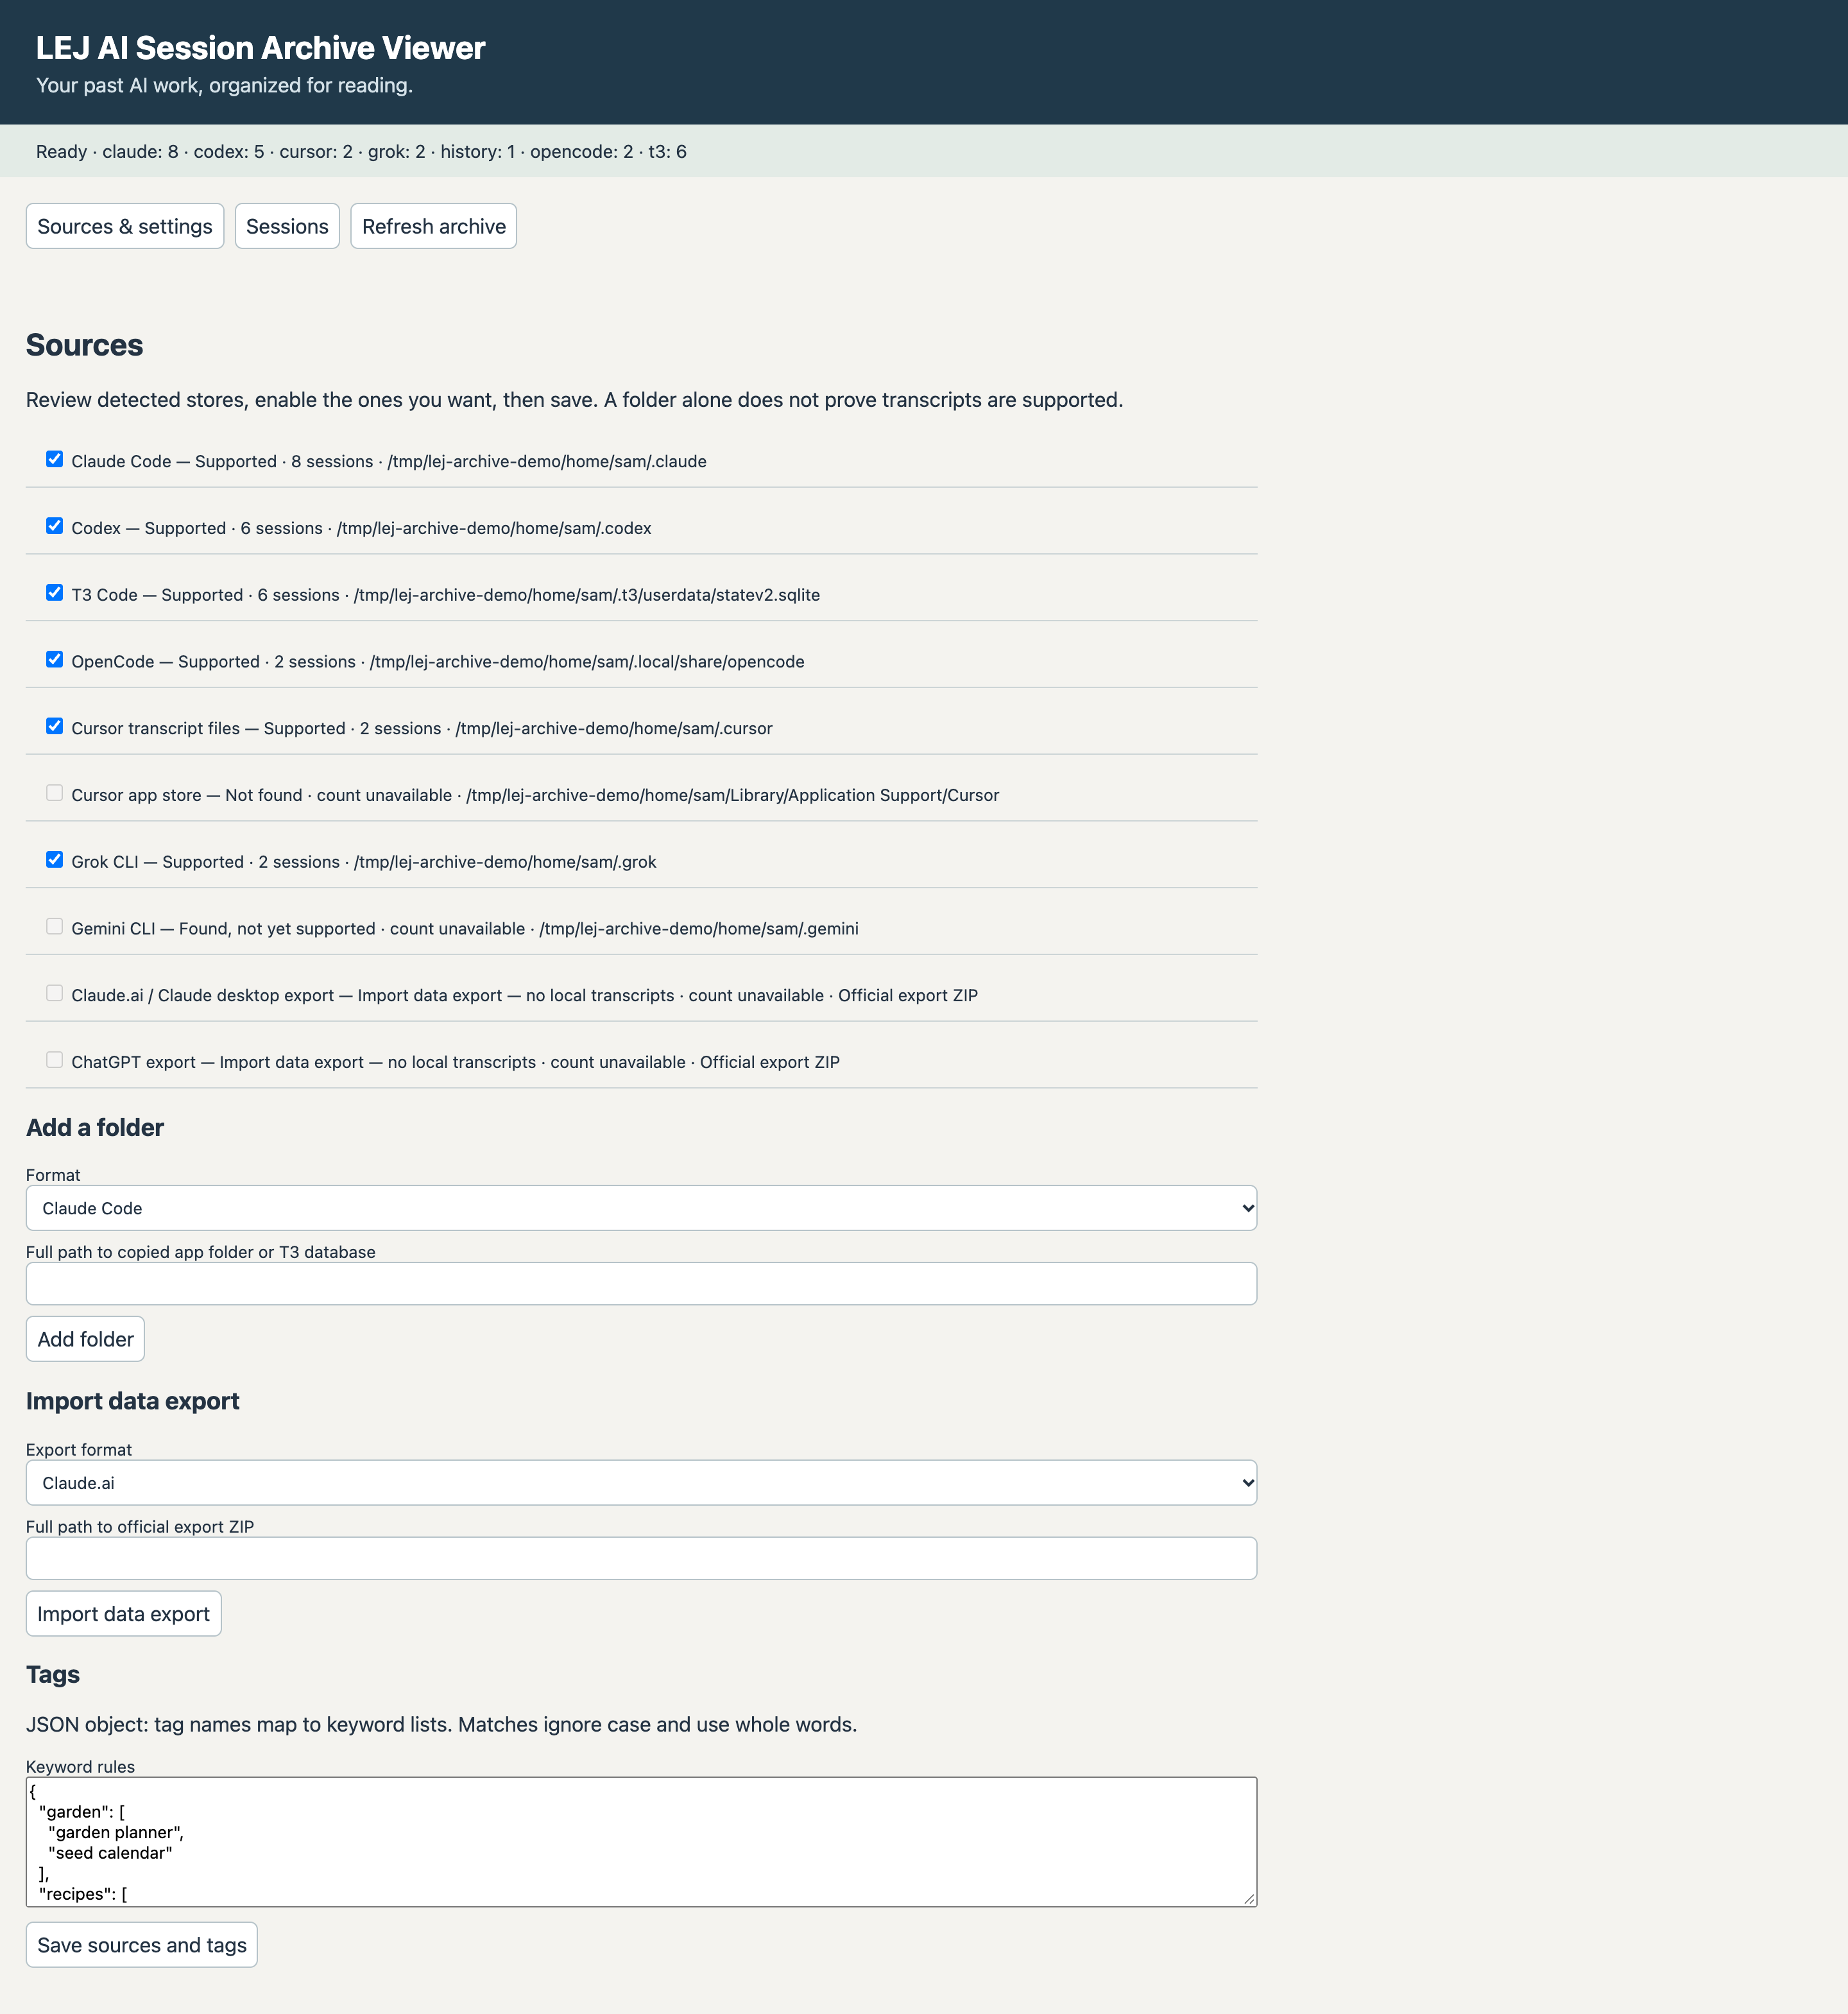 LEJ AI Session Archive Viewer
Your past AI work, organized for reading.
Ready · claude: 8 · codex: 5 · cursor: 2 · grok: 2 · history: 1 · opencode: 2 · t3: 6
Sources & settings
Sessions
Refresh archive
Sources
Review detected stores, enable the ones you want, then save. A folder alone does not prove transcripts are supported.
Claude Code — Supported · 8 sessions · /tmp/lej-archive-demo/home/sam/.claude
Codex — Supported · 6 sessions · /tmp/lej-archive-demo/home/sam/.codex
T3 Code — Supported · 6 sessions · /tmp/lej-archive-demo/home/sam/.t3/userdata/statev2.sqlite
OpenCode — Supported · 2 sessions · /tmp/lej-archive-demo/home/sam/.local/share/opencode
Cursor transcript files — Supported · 2 sessions · /tmp/lej-archive-demo/home/sam/.cursor
Cursor app store — Not found · count unavailable · /tmp/lej-archive-demo/home/sam/Library/Application Support/Cursor
Grok CLI — Supported · 2 sessions · /tmp/lej-archive-demo/home/sam/.grok
Gemini CLI — Found, not yet supported · count unavailable · /tmp/lej-archive-demo/home/sam/.gemini
Claude.ai / Claude desktop export — Import data export — no local transcripts · count unavailable · Official export ZIP
ChatGPT export — Import data export — no local transcripts · count unavailable · Official export ZIP
Add a folder
Format
Claude Code
Full path to copied app folder or T3 database
Add folder
Import data export
Export format
Claude.ai
Full path to official export ZIP
Import data export
Tags
JSON object: tag names map to keyword lists. Matches ignore case and use whole words.
Keyword rules
{
"garden": [
"garden planner",
"seed calendar"
],
"recipes": [
Save sources and tags